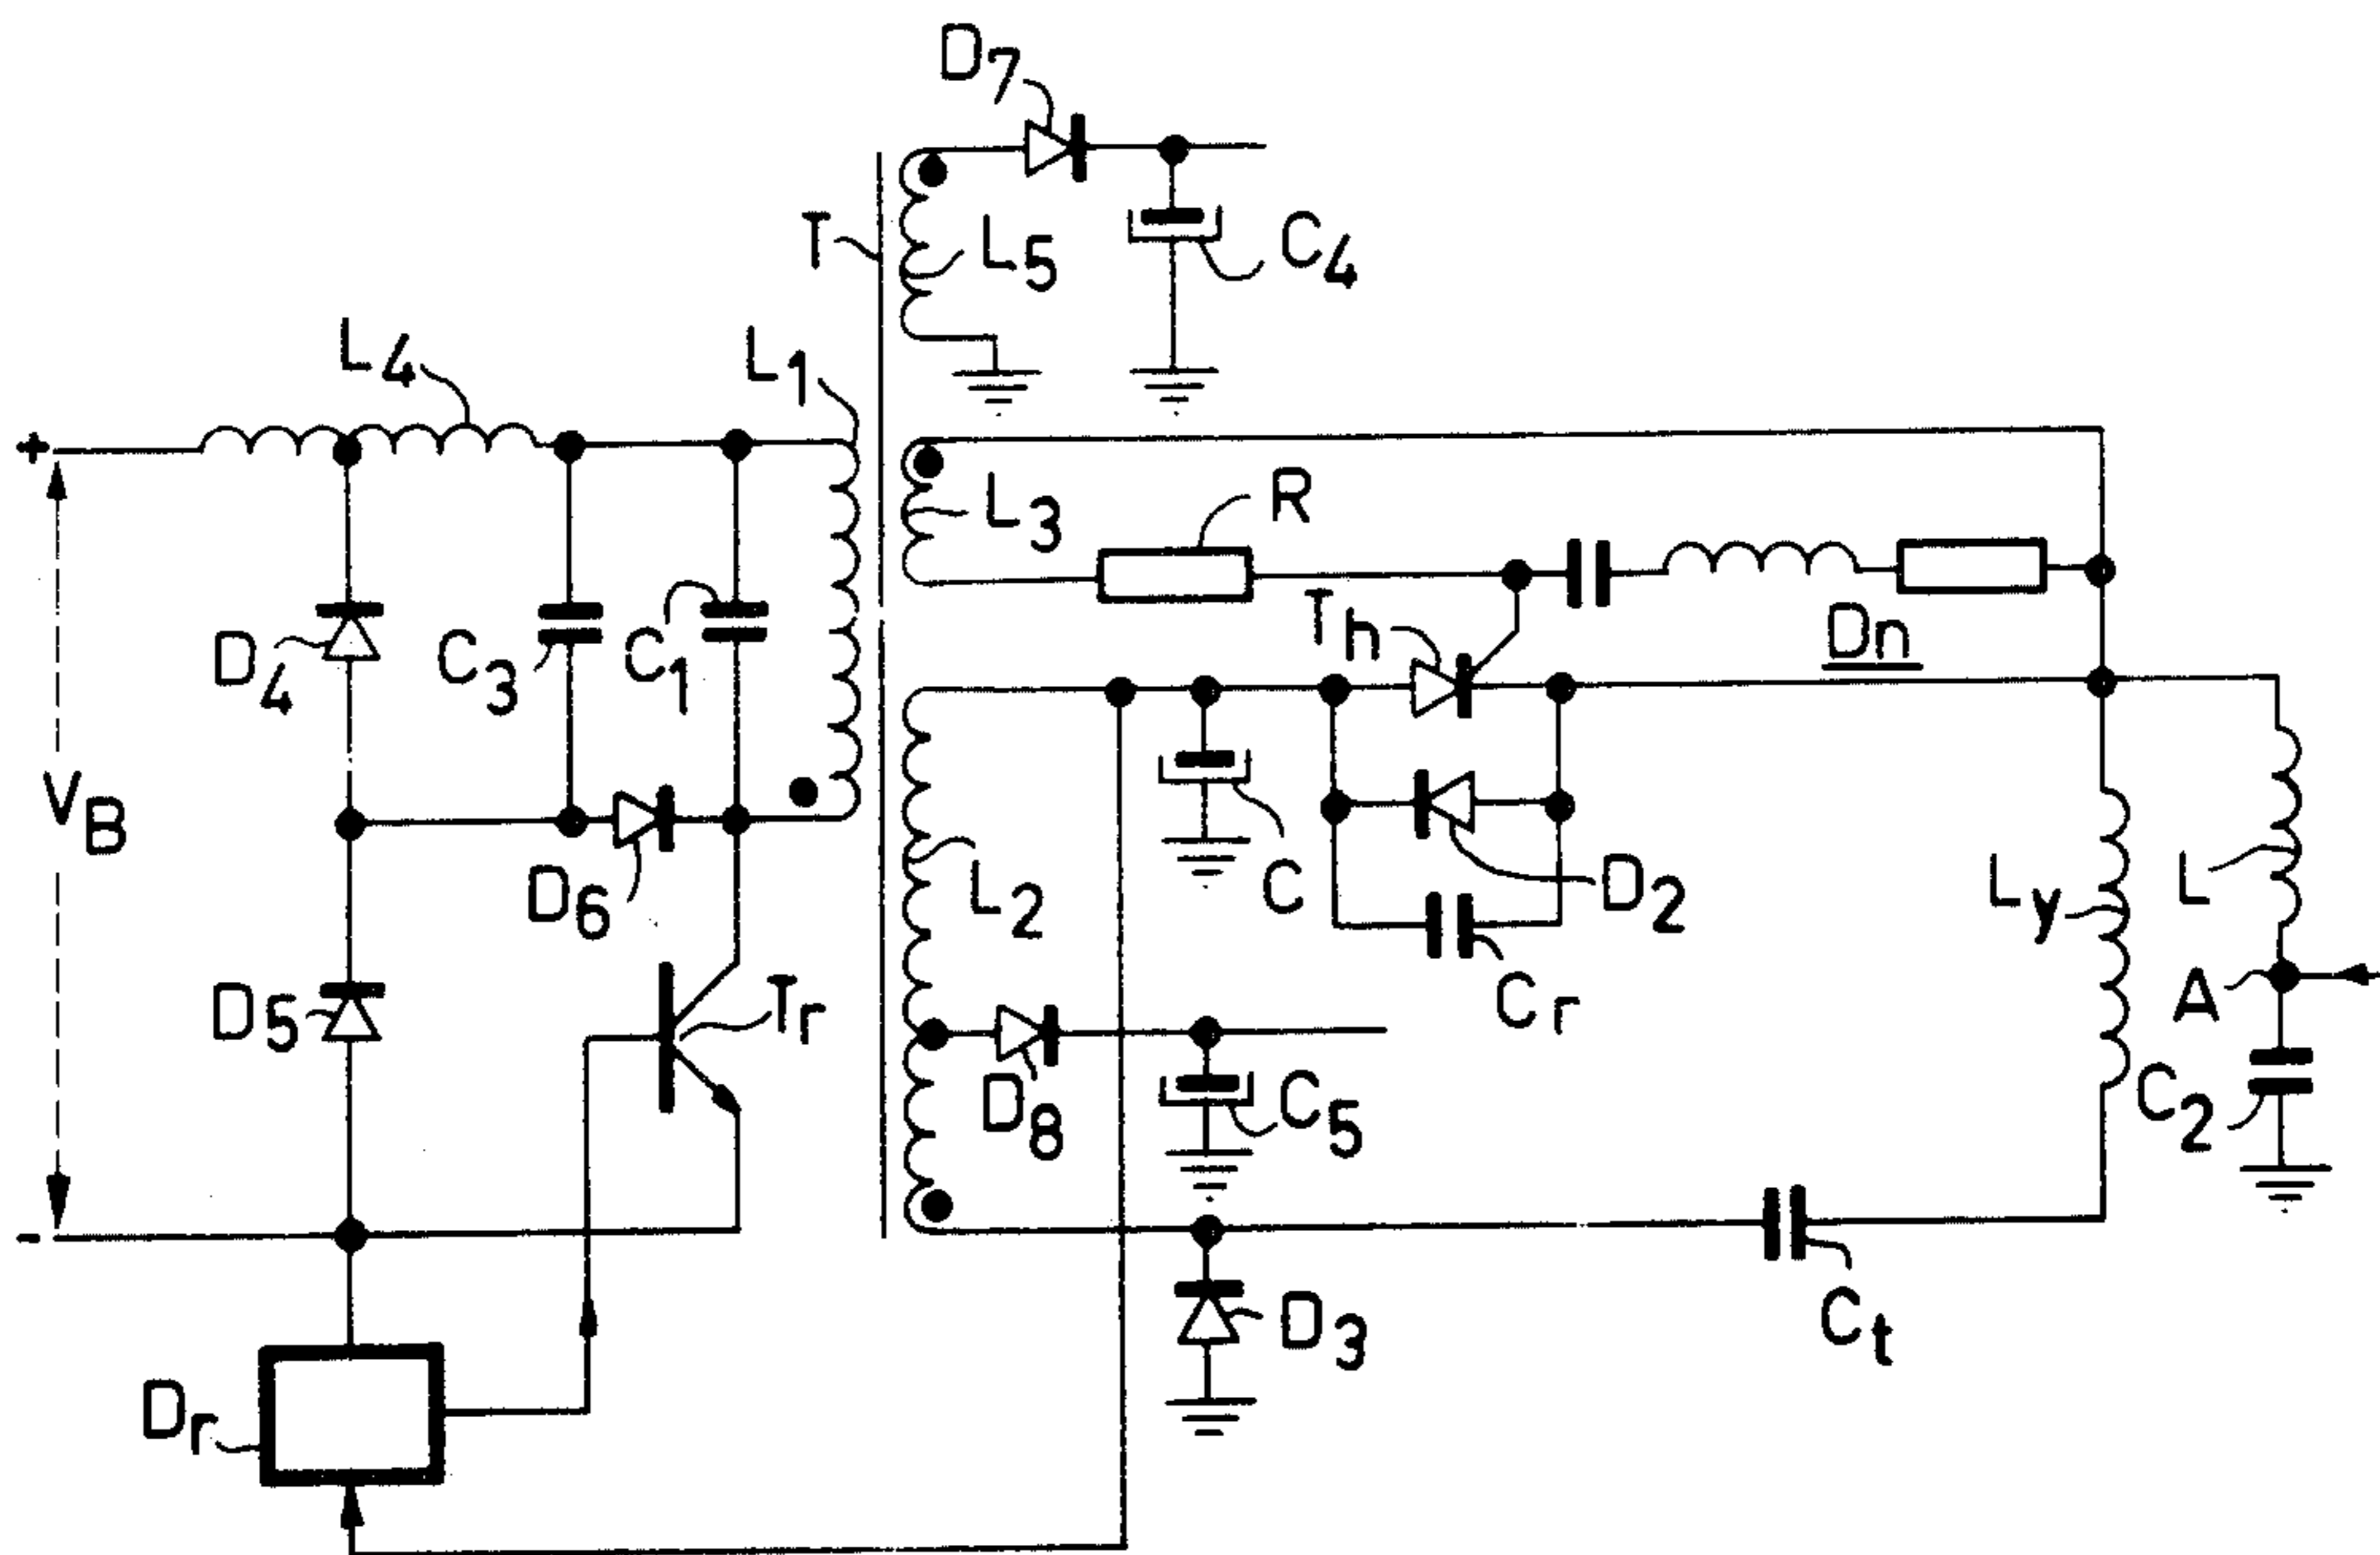 D7
T
L5
C4
L4
L1
+
L3
R
Th
Dn
D4
C3
C1
VB
D6
L2
C
D2
Ly
L
Cr
A
D5
Tr
D8
C5
C2
-
D3
Ct
Dr